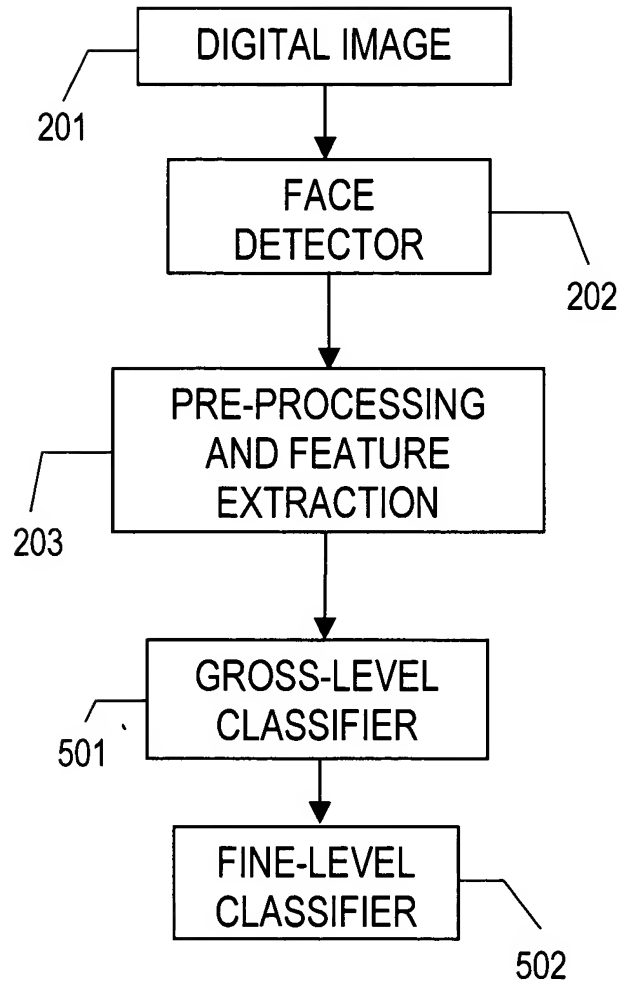 DIGITAL IMAGE
201
FACE
DETECTOR
202
PRE-PROCESSING
AND FEATURE
EXTRACTION
203
GROSS-LEVEL
CLASSIFIER
501
FINE-LEVEL
CLASSIFIER
502